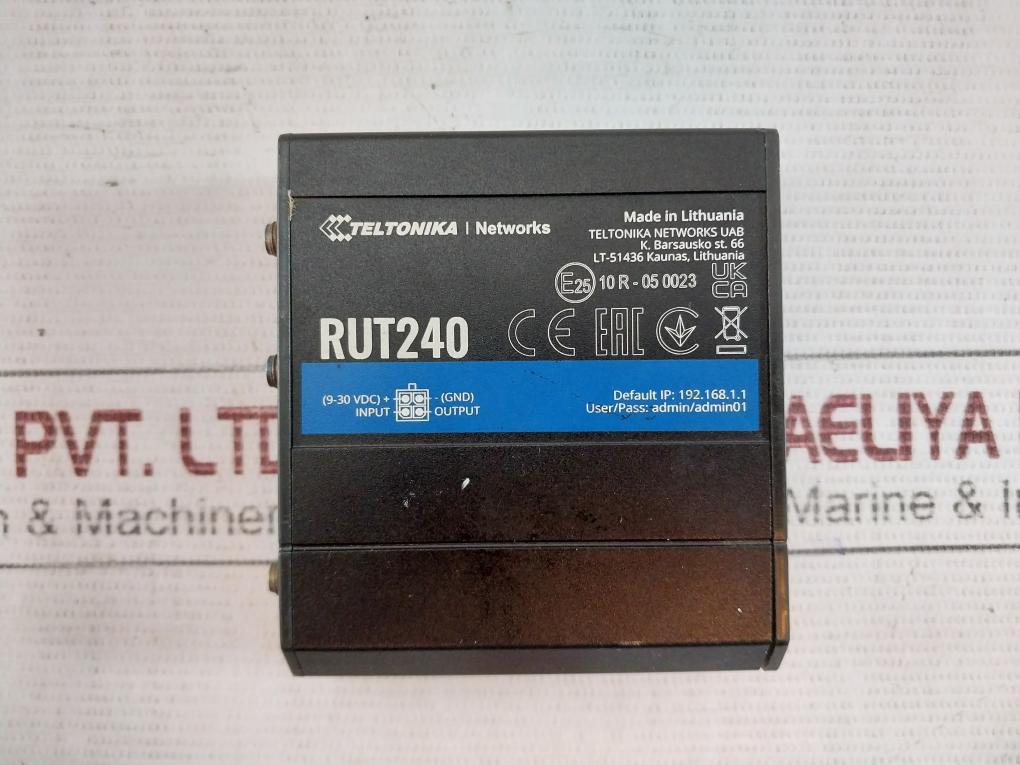 TELTONIKA | Networks
Made in Lithuania
TELTONIKA NETWORKS UAB
K. Barsausko st. 66
LT-51436 Kaunas, Lithuania
E25 10 R - 05 0023
UK
CA
RUT240
CE EAC
(9-30 VDC) + - (GND)
INPUT OUTPUT
Default IP: 192.168.1.1
User/Pass: admin/admin01
PVT. LTD
AELIYA
& Machiner
Marine & I